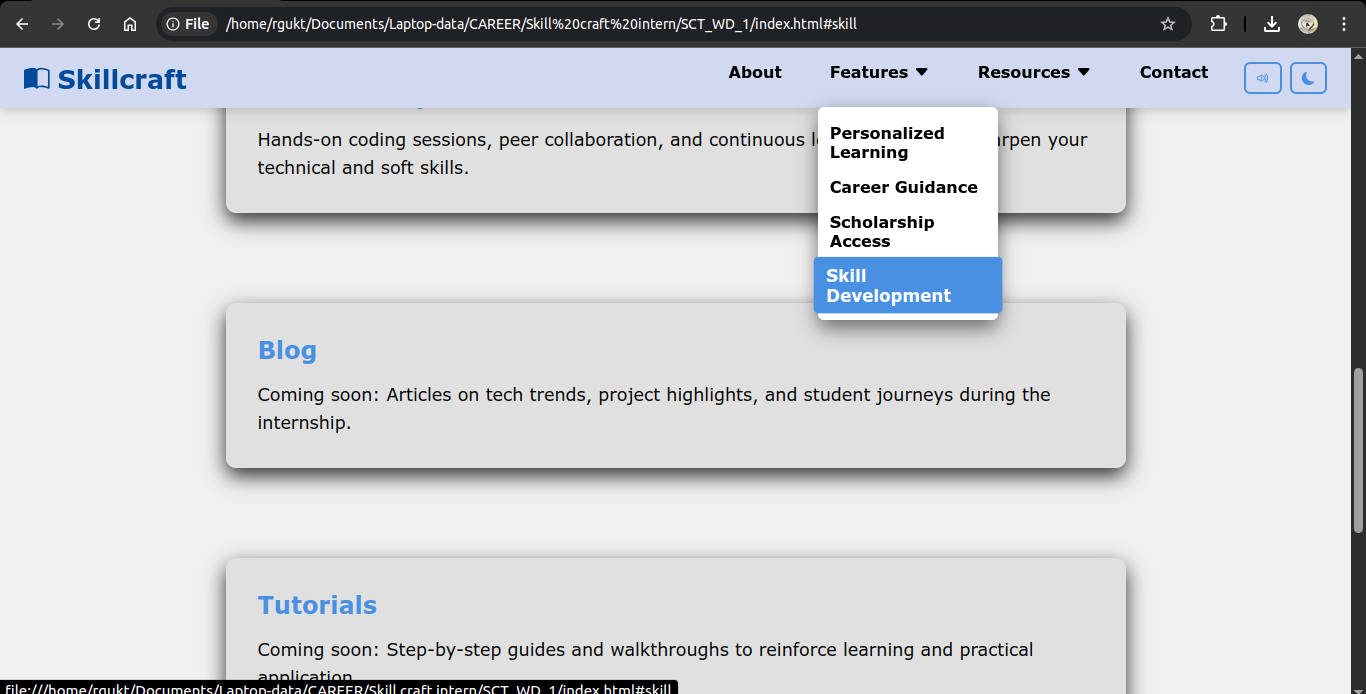 File /home/rgukt/Documents/Laptop-data/CAREER/Skill%20craft%20intern/SCT_WD_1/index.html#skill
Skillcraft About Features Resources Contact
Personalized
Learning
Career Guidance
Scholarship
Access
Skill
Development
Hands-on coding sessions, peer collaboration, and continuous your
technical and soft skills.
Blog
Coming soon: Articles on tech trends, project highlights, and student journeys during the
internship.
Tutorials
Coming soon: Step-by-step guides and walkthroughs to reinforce learning and practical
application
file:///home/rgukt/Documents/Laptop-data/CAREER/Skill craft intern/SCT_WD_1/index.html#skill